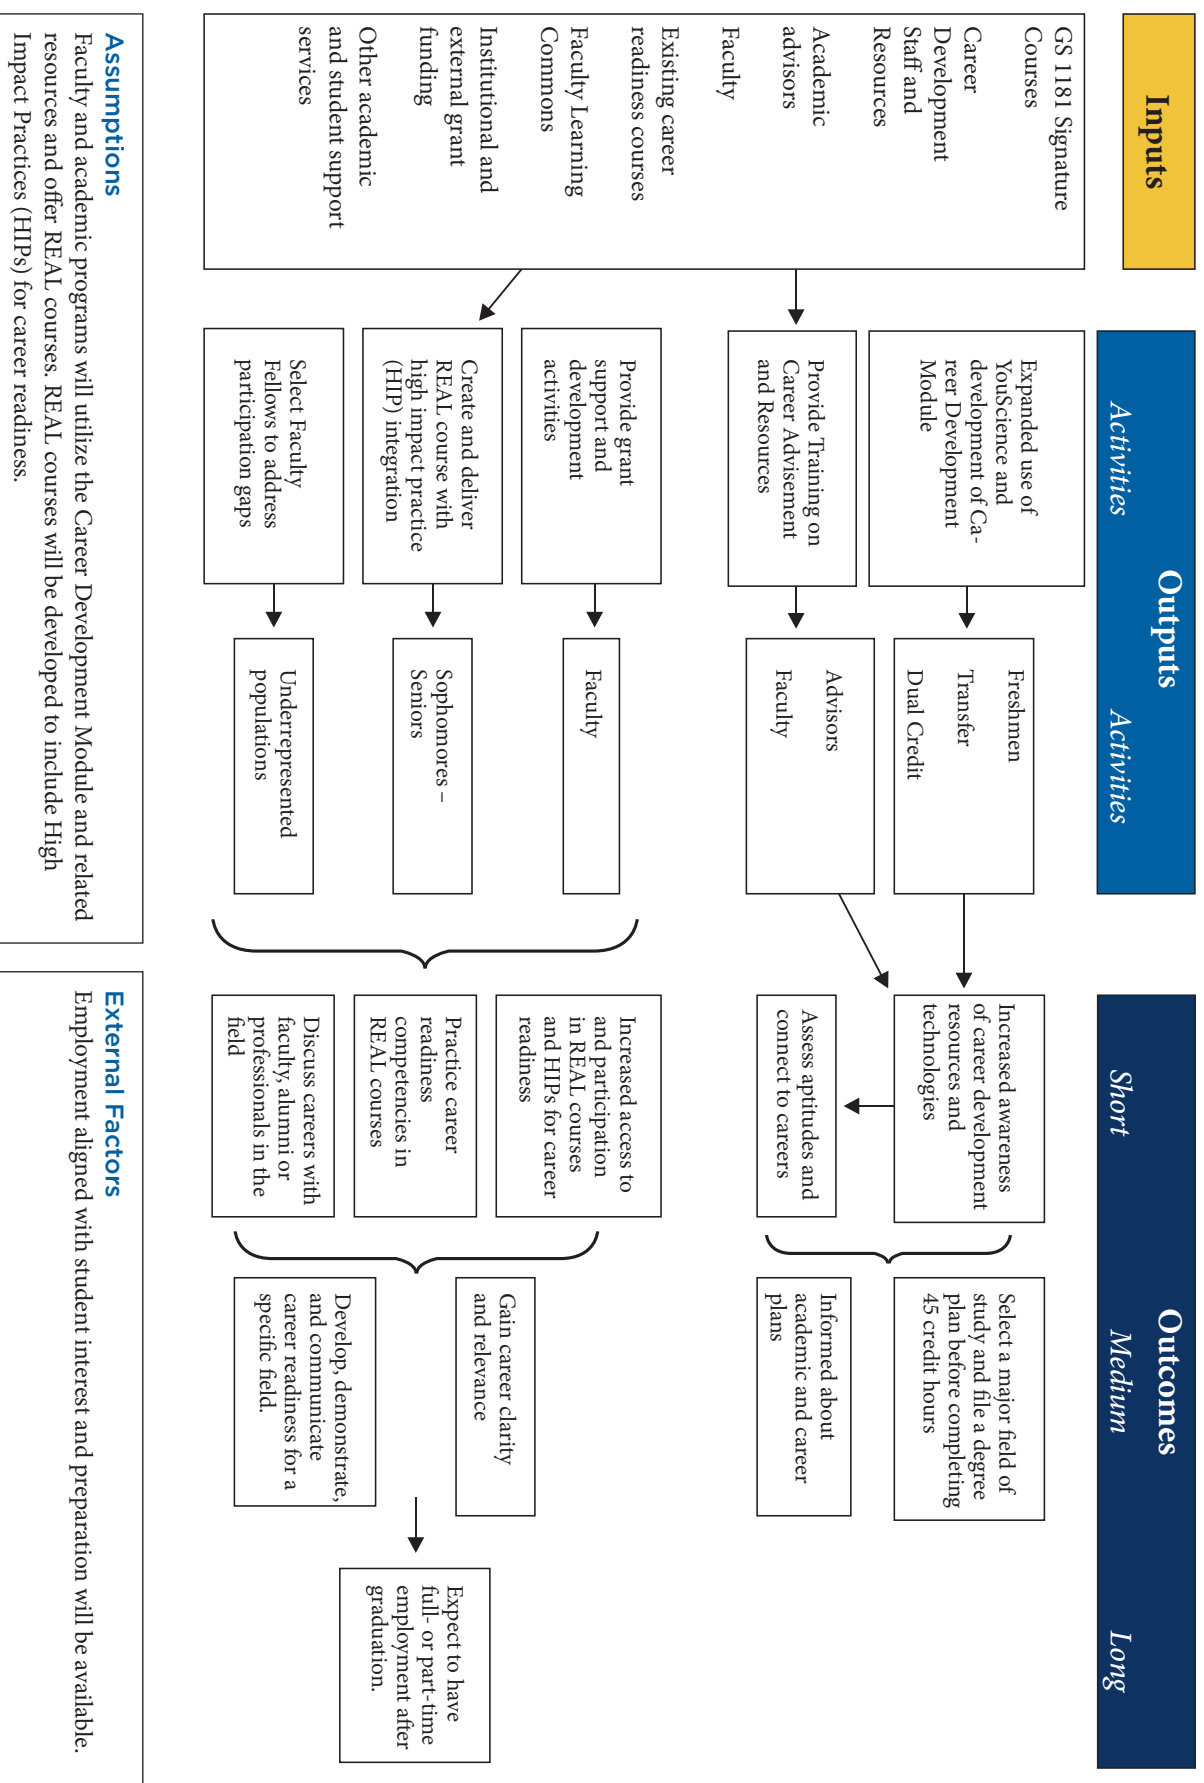 Inputs
Outputs
Activities
Activities
Outcomes
Short
Medium
Long
GS 1181 Signature
Courses
Career
Development
Staff and
Resources
Academic
advisors
Faculty
Existing career
readiness courses
Faculty Learning
Commons
Institutional and
external grant
funding
Other academic
and student support
services
Expanded use of
YouScience and
development of Ca-
reer Development
Module
Provide Training on
Career Advisement
and Resources
Provide grant
support and
development
activities
Create and deliver
REAL course with
high impact practice
(HIP) integration
Select Faculty
Fellows to address
participation gaps
Freshmen
Transfer
Dual Credit
Advisors
Faculty
Faculty
Sophomores –
Seniors
Underrepresented
populations
Increased awareness
of career development
resources and
technologies
Assess aptitudes and
connect to careers
Increased access to
and participation
in REAL courses
and HIPs for career
readiness
Practice career
readiness
competencies in
REAL courses
Discuss careers with
faculty, alumni or
professionals in the
field
Select a major field of
study and file a degree
plan before completing
45 credit hours
Informed about
academic and career
plans
Gain career clarity
and relevance
Develop, demonstrate,
and communicate
career readiness for a
specific field.
Expect to have
full- or part-time
employment after
graduation.
Assumptions
Faculty and academic programs will utilize the Career Development Module and related
resources and offer REAL courses. REAL courses will be developed to include High
Impact Practices (HIPs) for career readiness.
External Factors
Employment aligned with student interest and preparation will be available.